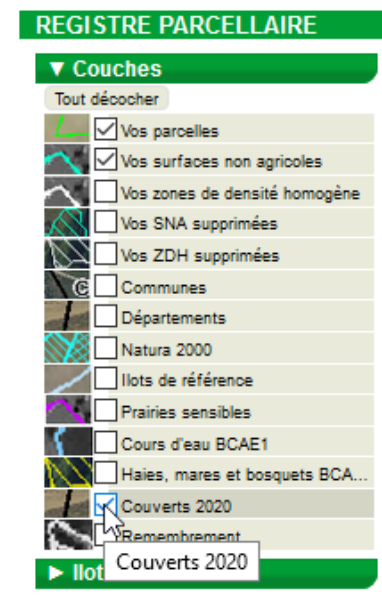 REGISTRE PARCELLAIRE
▼ Couches
Tout décocher
Vos parcelles
Vos surfaces non agricoles
Vos zones de densité homogène
Vos SNA supprimées
Vos ZDH supprimées
© Communes
Départements
Natura 2000
Ilots de référence
Prairies sensibles
Cours d'eau BCAE1
Haies, mares et bosquets BCA...
Couverts 2020
Remembrement
Couverts 2020
► Ilot